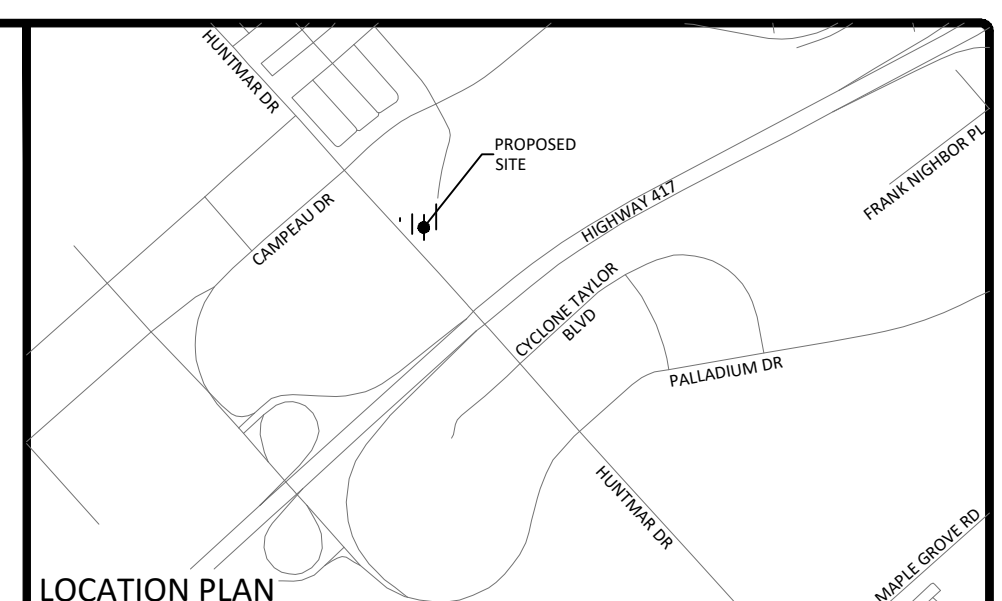 HUNTMAR DR
PROPOSED
SITE
FRANK NIGHBOR PL
HIGHWAY 417
CAMPEAU DR
CYCLONE TAYLOR
BLVD
PALLADIUM DR
HUNTMAR DR
MAPLE GROVE RD
LOCATION PLAN